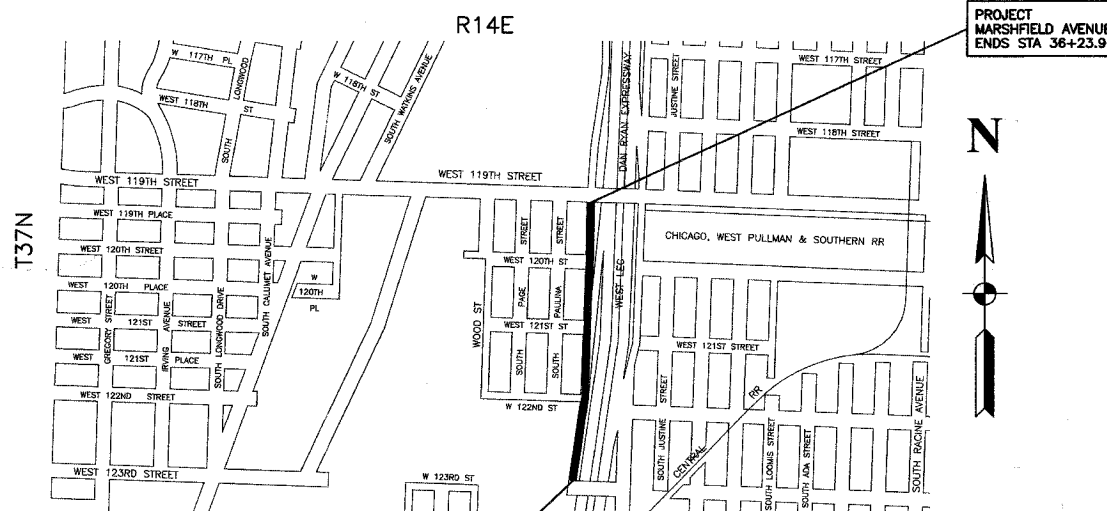 R14E
PROJECT
MARSHFIELD AVENUE
ENDS STA 36+23.9
W 117TH PL
LONGWOOD
WEST 118TH ST
SOUTH
W 118TH ST
SOUTH WATKINS AVENUE
DAN RYAN EXPRESSWAY
JUSTINE STREET
WEST 117TH STREET
WEST 118TH STREET
N
WEST 119TH STREET
WEST 119TH STREET
T37N
WEST 119TH PLACE
WEST 120TH STREET
WEST 120TH PLACE
WEST 121ST STREET
WEST 121ST PLACE
WEST 122ND STREET
WEST 123RD STREET
GREGORY STREET
IRVING AVENUE
SOUTH LONGWOOD DRIVE
SOUTH CALUMET AVENUE
W
120TH
PL
WOOD ST
PAGE STREET
SOUTH
PAULINA STREET
SOUTH
WEST 120TH ST
WEST 121ST ST
W 122ND ST
W 123RD ST
WEST LEG
CHICAGO, WEST PULLMAN & SOUTHERN RR
WEST 121ST STREET
SOUTH JUSTINE STREET
CENTRAL RR
SOUTH LOOMIS STREET
SOUTH ADA STREET
SOUTH RACINE AVENUE